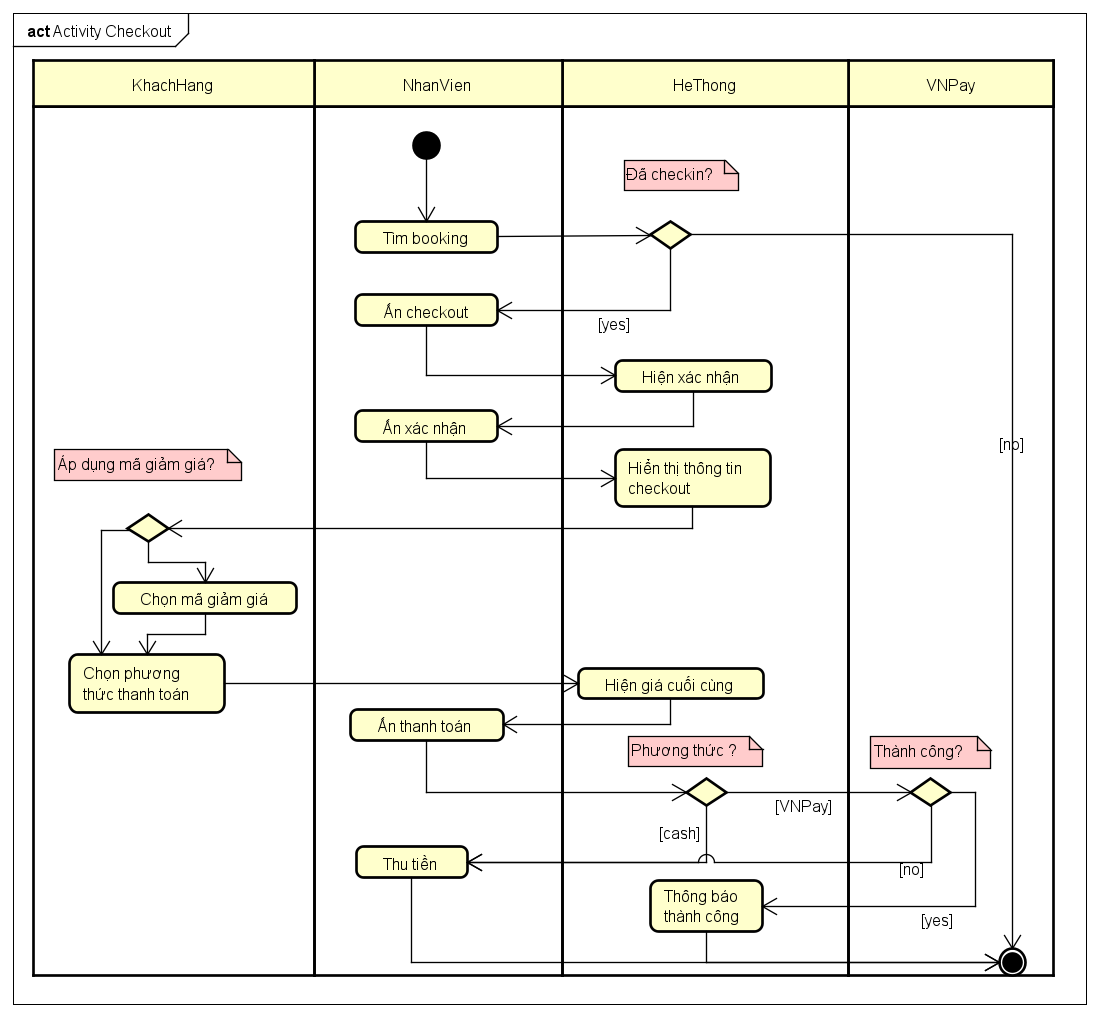 act Activity Checkout
KhachHang
NhanVien
HeThong
VNPay
Đã checkin?
Tìm booking
Ấn checkout
[yes]
Hiện xác nhận
Ấn xác nhận
[no]
Áp dụng mã giảm giá?
Hiển thị thông tin
checkout
Chọn mã giảm giá
Chọn phương
thức thanh toán
Hiện giá cuối cùng
Ấn thanh toán
Phương thức ?
Thành công?
[VNPay]
[cash]
Thu tiền
[no]
Thông báo
thành công
[yes]